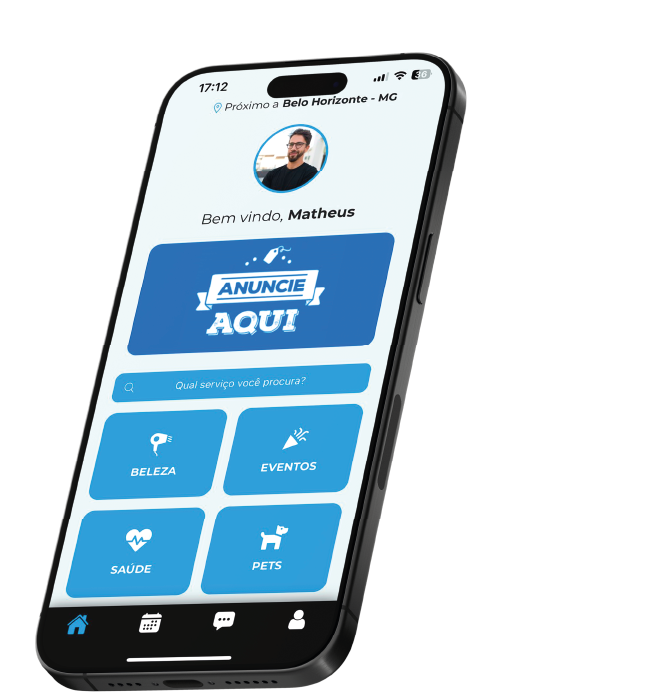 17:12
36
Próximo a Belo Horizonte - MG
Bem vindo, Matheus
ANUNCIE
AQUI
Qual serviço você procura?
BELEZA
EVENTOS
SAÚDE
PETS